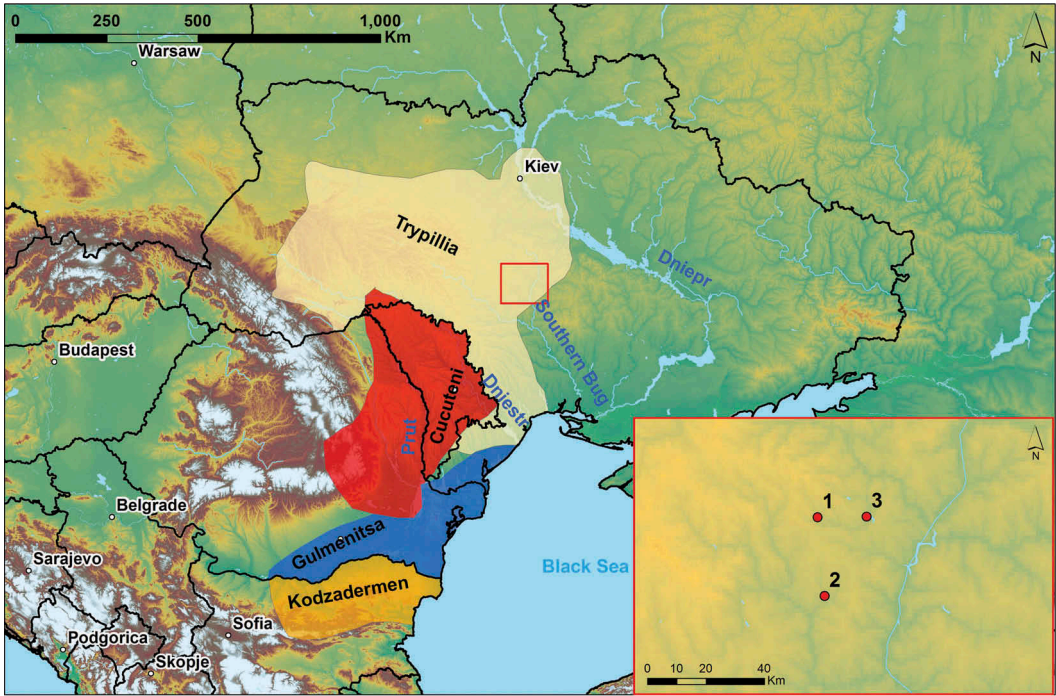 0 250 500 1,000
Km
Warsaw
N
Kiev
Trypillia
Dniepr
Southern Bug
Budapest
Cucuteni
Dniestr
Prut
Belgrade
Gulmenitsa
Sarajevo
Black Sea
Kodzadermen
Sofia
Podgorica
Skopje
N
1
3
2
0 10 20 40
Km